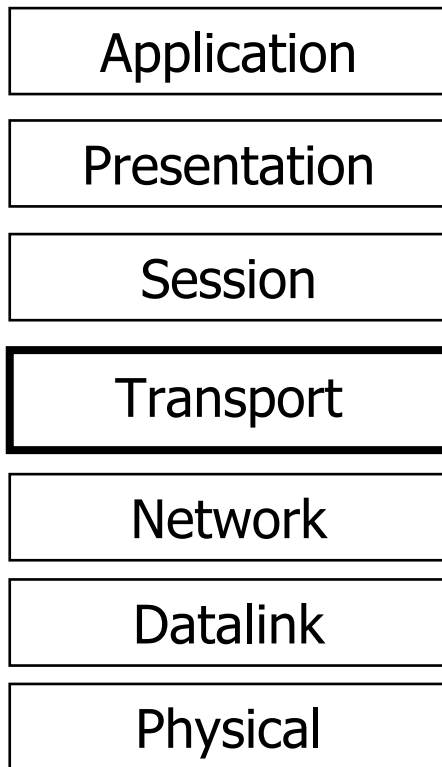 Application
Presentation
Session
Transport
Network
Datalink
Physical